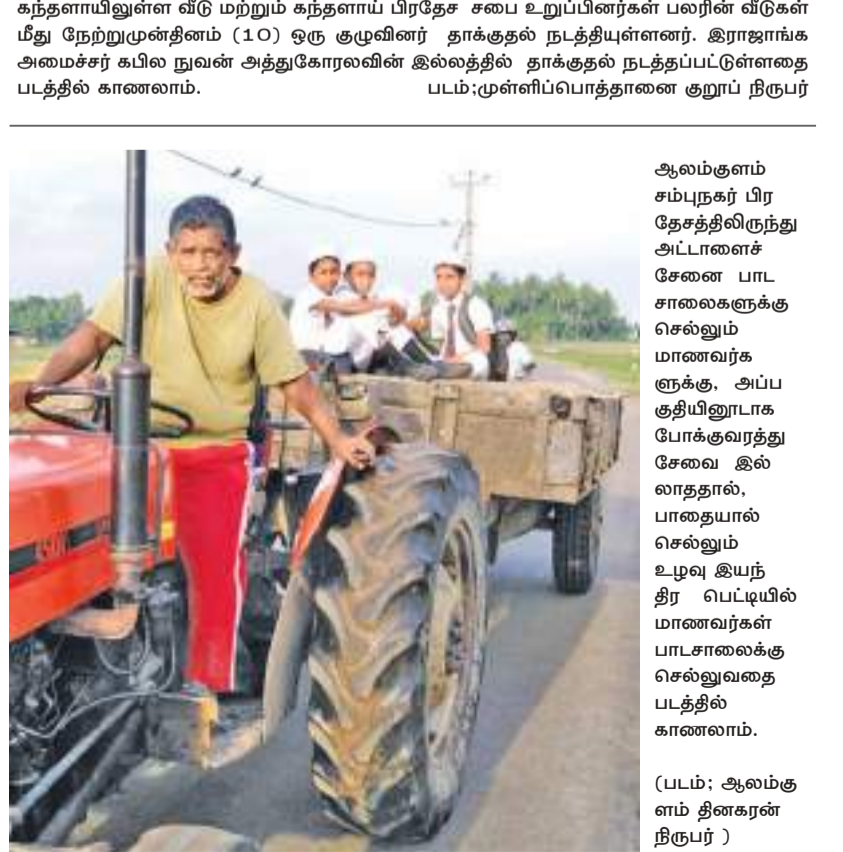 கந்தளாயிலுள்ள வீடு மற்றும் கந்தளாய் பிரதேச சபை உறுப்பினர்கள் பலரின் வீடுகள்
மீது நேற்றுமுன்தினம் (10) ஒரு குழுவினர் தாக்குதல் நடத்தியுள்ளனர். இராஜாங்க
அமைச்சர் கபில நுவன் அத்துகோரலவின் இல்லத்தில் தாக்குதல் நடத்தப்பட்டுள்ளதை
படத்தில் காணலாம். படம்;முள்ளிப்பொத்தானை குறூப் நிருபர்
ஆலம்குளம்
சம்புநகர் பிர
தேசத்திலிருந்து
அட்டாளைச்
சேனை பாட
சாலைகளுக்கு
செல்லும்
மாணவர்க
ளுக்கு, அப்ப
குதியினூடாக
போக்குவரத்து
சேவை இல்
லாததால்,
பாதையால்
செல்லும்
உழவு இயந்
திர பெட்டியில்
மாணவர்கள்
பாடசாலைக்கு
செல்லுவதை
படத்தில்
காணலாம்.
(படம்; ஆலம்கு
ளம் தினகரன்
நிருபர் )